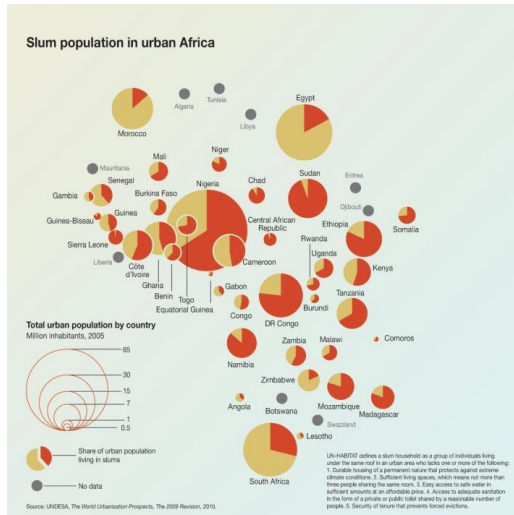 Slum population in urban Africa
Morocco
Algeria
Tunisia
Libya
Egypt
Mauritania
Mali
Niger
Senegal
Gambia
Burkina Faso
Nigeria
Chad
Sudan
Eritrea
Djibouti
Guinea-Bissau
Guinea
Central African
Republic
Ethiopia
Somalia
Sierra Leone
Liberia
Côte
d'Ivoire
Ghana
Benin
Togo
Equatorial Guinea
Cameroon
Rwanda
Uganda
Kenya
Gabon
Congo
DR Congo
Burundi
Tanzania
Total urban population by country
Million inhabitants, 2005
65
30
15
7
1
0.5
Namibia
Zambia
Malawi
Comoros
Zimbabwe
Angola
Botswana
Mozambique
Madagascar
Swaziland
Lesotho
South Africa
Share of urban population
living in slums
No data
UN-HABITAT defines a slum household as a group of individuals living
under the same roof in an urban area who lacks one or more of the following:
1. Durable housing of a permanent nature that protects against extreme
climate conditions. 2. Sufficient living spaces, which means not more than
three people sharing the same room. 3. Easy access to safe water in
sufficient amounts at an affordable price. 4. Access to adequate sanitation
in the form of a private or public toilet shared by a reasonable number of
people. 5. Security of tenure that prevents forced evictions.
Source: UNDESA, The World Urbanisation Prospects, The 2009 Revision, 2010.